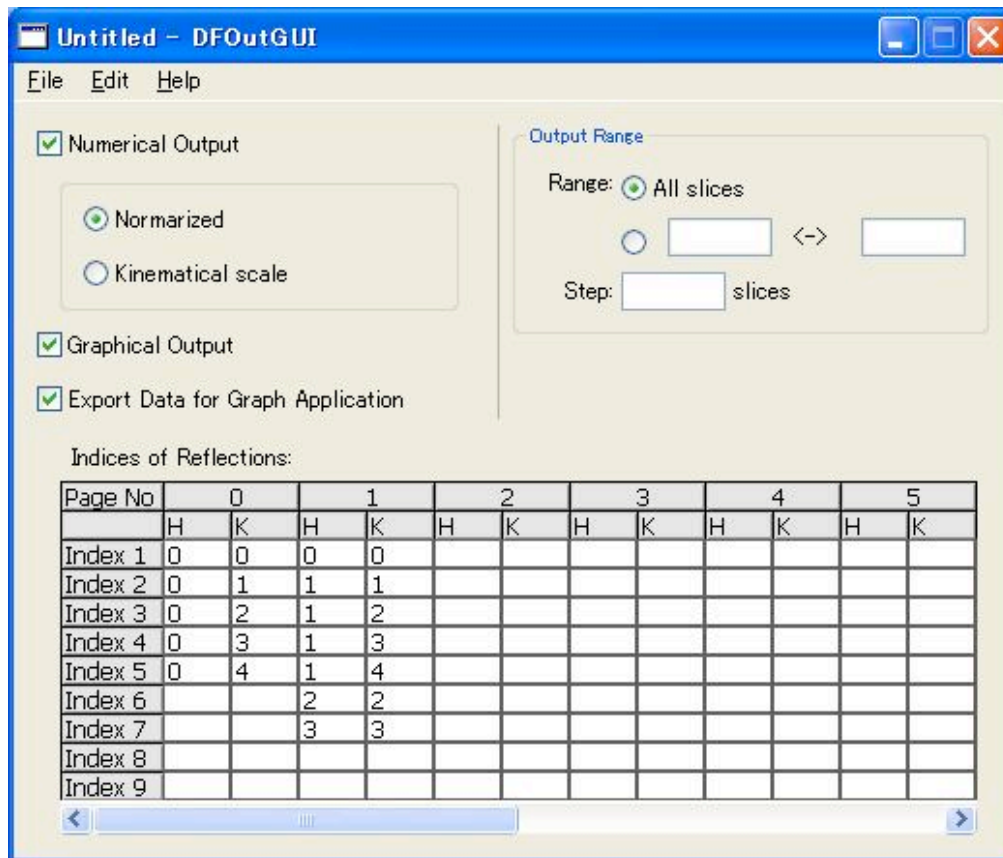 Untitled - DFOutGUI
File Edit Help
Numerical Output
Normarized
Kinematical scale
Graphical Output
Export Data for Graph Application
Output Range
Range: All slices
<->
Step: slices
Indices of Reflections:
Page No 0 1 2 3 4 5
H K H K H K H K H K H K
Index 1 0 0 0 0
Index 2 0 1 1 1
Index 3 0 2 1 2
Index 4 0 3 1 3
Index 5 0 4 1 4
Index 6 2 2
Index 7 3 3
Index 8
Index 9